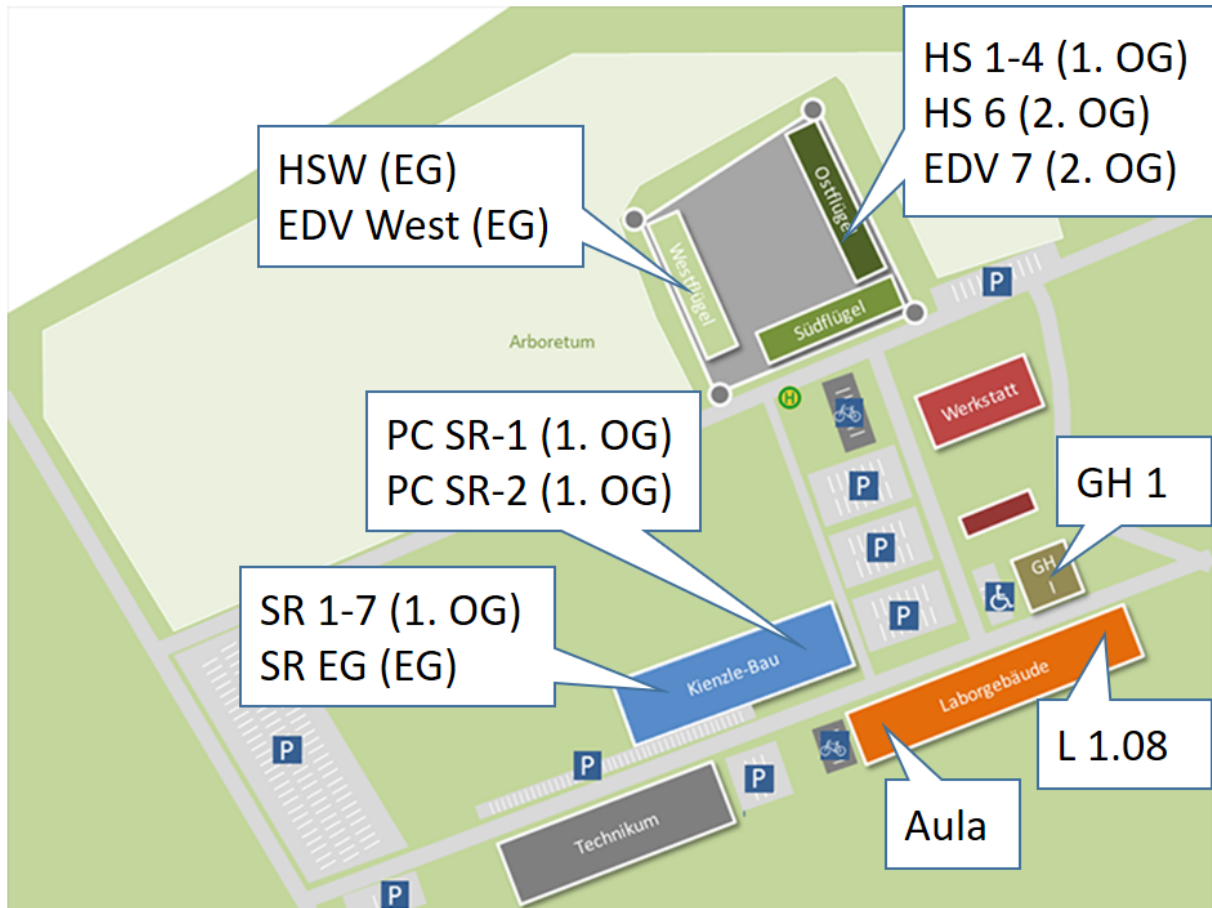 HS 1-4 (1. OG)
HS 6 (2. OG)
EDV 7 (2. OG)
HSW (EG)
EDV West (EG)
Ostflügel
Westflügel
Südflügel
P
Arboretum
H
Werkstatt
PC SR-1 (1. OG)
PC SR-2 (1. OG)
GH 1
P
P
GH
I
P
SR 1-7 (1. OG)
SR EG (EG)
Kienzle-Bau
Laborgebäude
L 1.08
P
P
P
Aula
Technikum
P